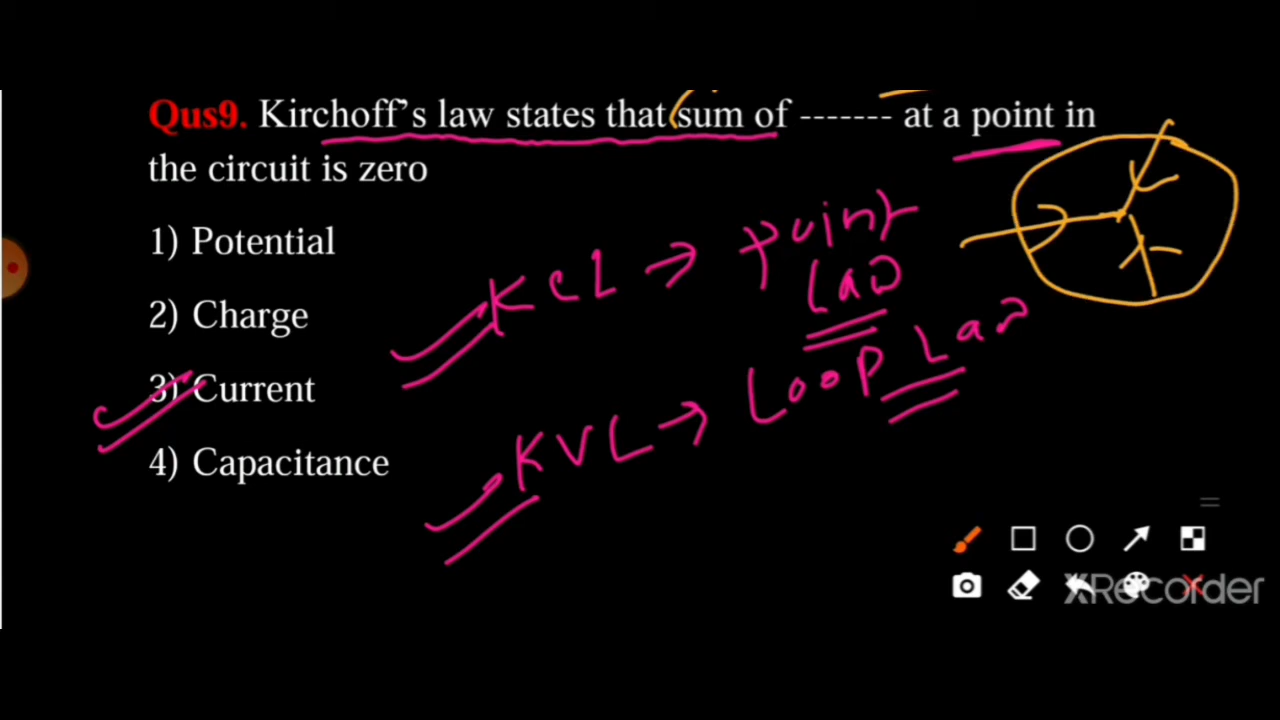 Qus9. Kirchoff's law states that sum of ------- at a point in
the circuit is zero
1) Potential
2) Charge
3) Current
4) Capacitance
KCL → point
Law
KVL → Loop Law
XRecorder